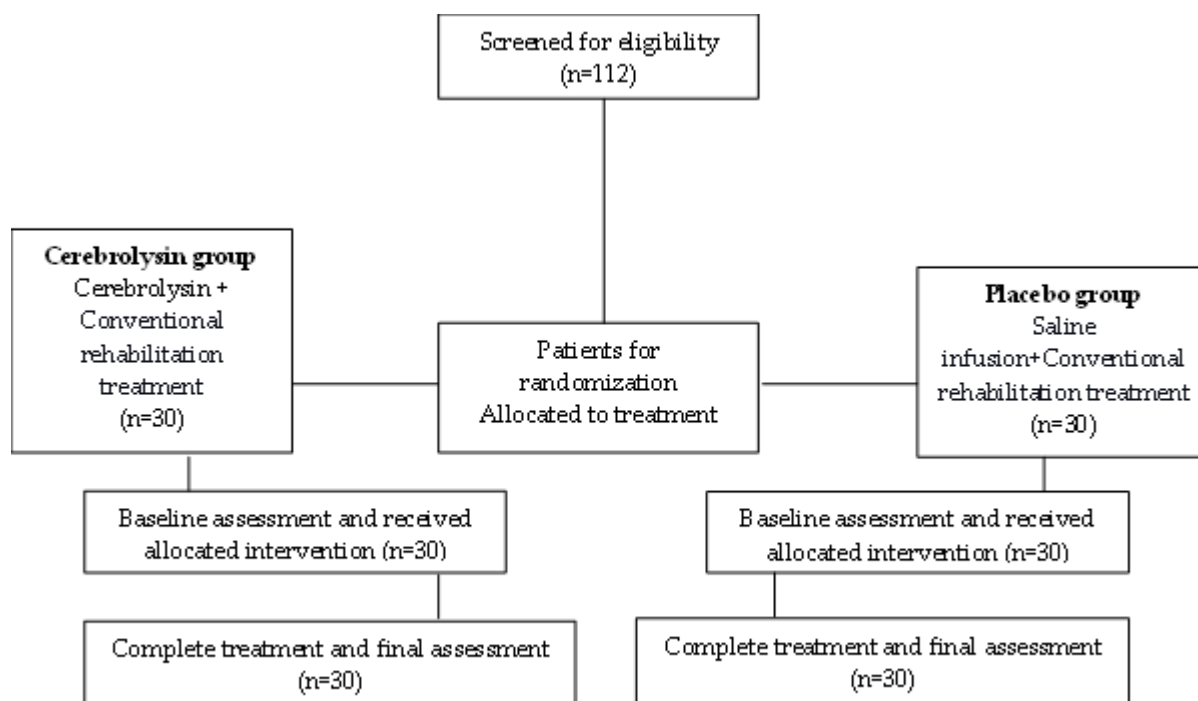 Screened for eligibility
(n=112)
Cerebrolysin group
Cerebrolysin +
Conventional
rehabilitation
treatment
(n=30)
Patients for
randomization
Allocated to treatment
Placebo group
Saline
infusion+Conventional
rehabilitation treatment
(n=30)
Baseline assessment and received
allocated intervention (n=30)
Baseline assessment and received
allocated intervention (n=30)
Complete treatment and final assessment
(n=30)
Complete treatment and final assessment
(n=30)